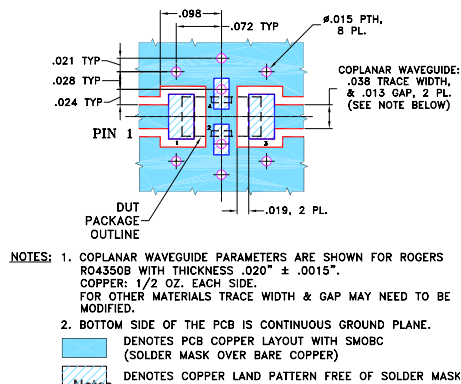 .098
.072 TYP
ø.015 PTH,
8 PL.
.021 TYP
.028 TYP
.024 TYP
COPLANAR WAVEGUIDE:
.038 TRACE WIDTH,
& .013 GAP, 2 PL.
(SEE NOTE BELOW)
PIN 1
4
2
1
3
DUT
PACKAGE
OUTLINE
.019, 2 PL.
NOTES: 1. COPLANAR WAVEGUIDE PARAMETERS ARE SHOWN FOR ROGERS
RO4350B WITH THICKNESS .020" ± .0015".
COPPER: 1/2 OZ. EACH SIDE.
FOR OTHER MATERIALS TRACE WIDTH & GAP MAY NEED TO BE
MODIFIED.
2. BOTTOM SIDE OF THE PCB IS CONTINUOUS GROUND PLANE.
DENOTES PCB COPPER LAYOUT WITH SMOBC
(SOLDER MASK OVER BARE COPPER)
DENOTES COPPER LAND PATTERN FREE OF SOLDER MASK